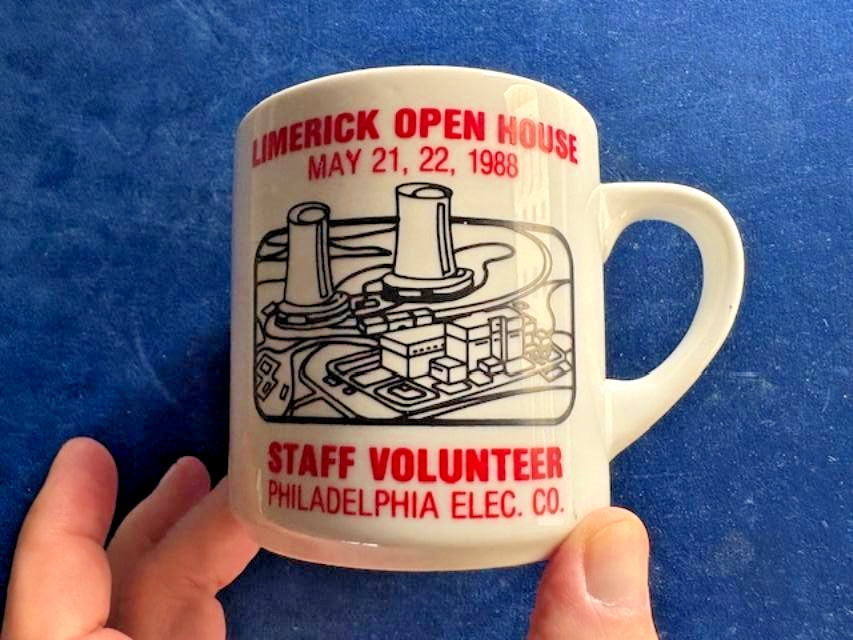 LIMERICK OPEN HOUSE
MAY 21, 22, 1988
STAFF VOLUNTEER
PHILADELPHIA ELEC. CO.